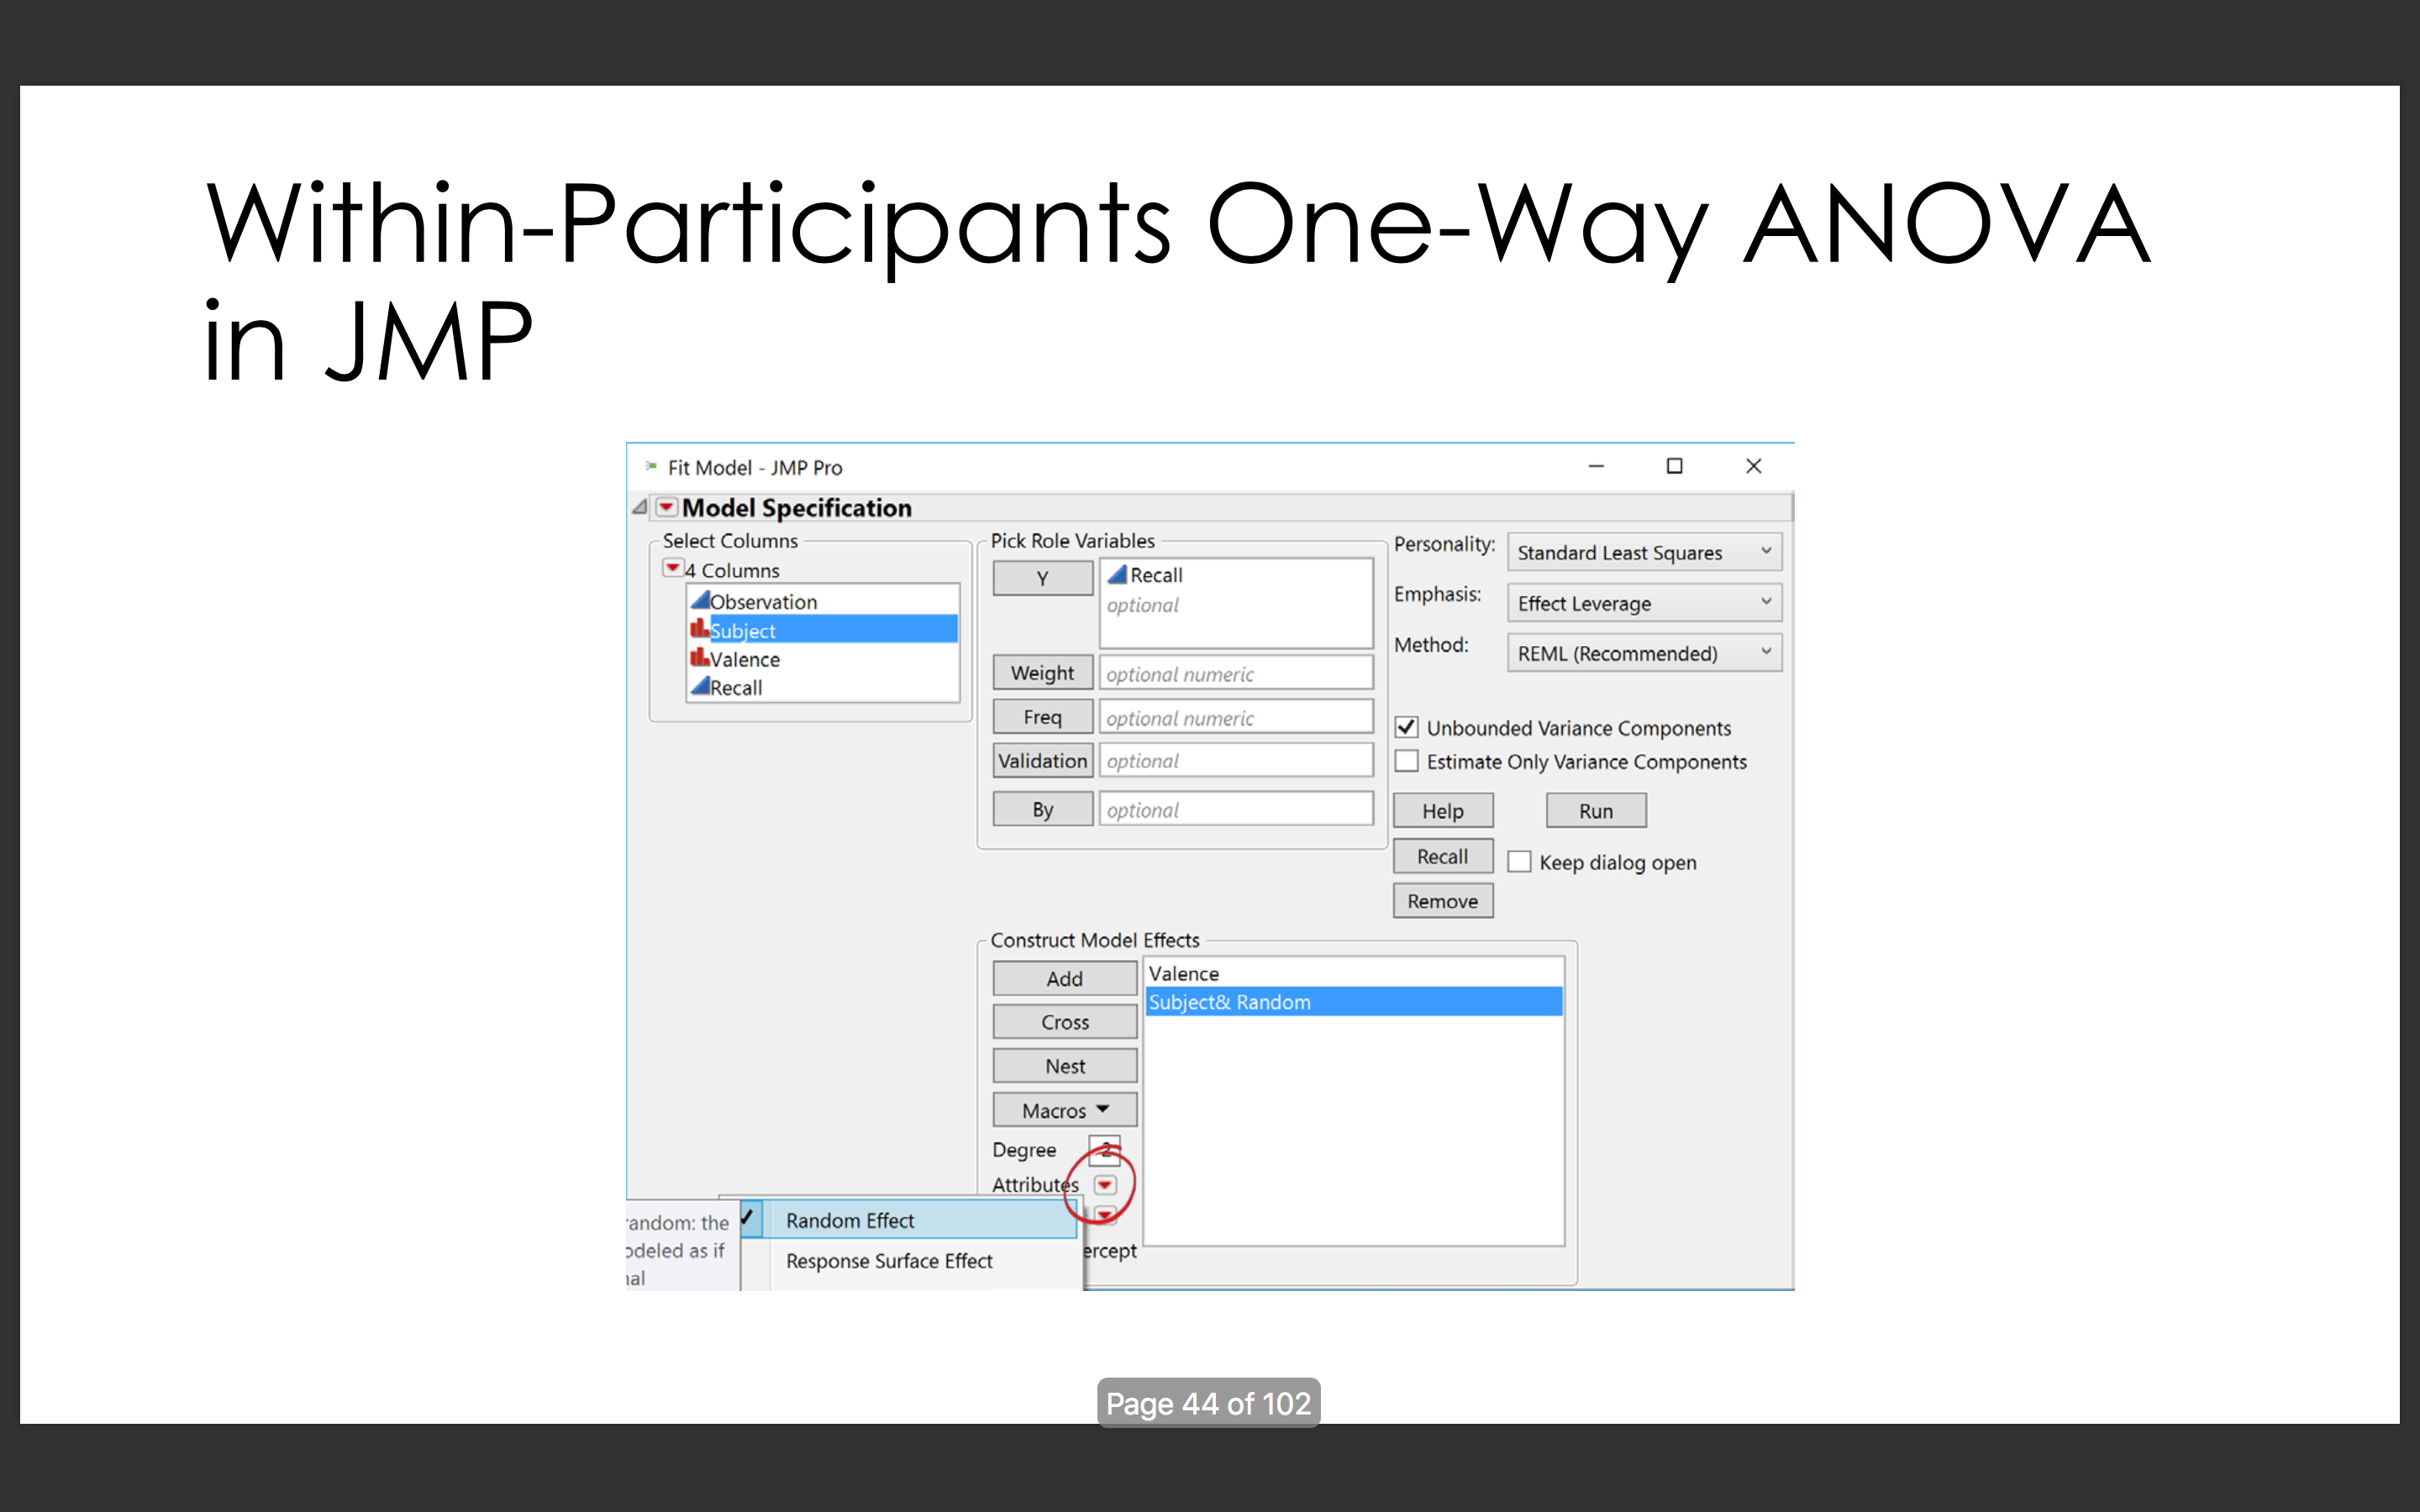 Within-Participants One-Way ANOVA
in JMP
Fit Model - JMP Pro
Model Specification
Select Columns
4 Columns
Observation
Subject
Valence
Recall
Pick Role Variables
Y
Recall
optional
Weight
optional numeric
Freq
optional numeric
Validation
optional
By
optional
Personality:
Standard Least Squares
Emphasis:
Effect Leverage
Method:
REML (Recommended)
Unbounded Variance Components
Estimate Only Variance Components
Help
Run
Recall
Keep dialog open
Remove
Construct Model Effects
Add
Cross
Nest
Macros
Degree
2
Attributes
Valence
Subject& Random
random: the
odeled as if
nal
Random Effect
Response Surface Effect
ercept
Page 44 of 102